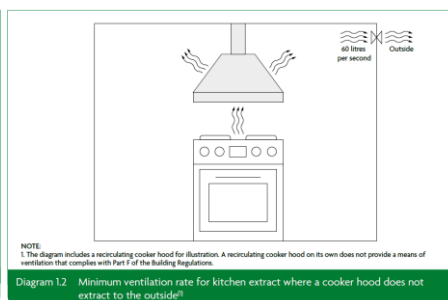 60 litres
per second
Outside
NOTE:
1. The diagram includes a recirculating cooker hood for illustration. A recirculating cooker hood on its own does not provide a means of
ventilation that complies with Part F of the Building Regulations.
Diagram 1.2 Minimum ventilation rate for kitchen extract where a cooker hood does not
extract to the outside⁽¹⁾